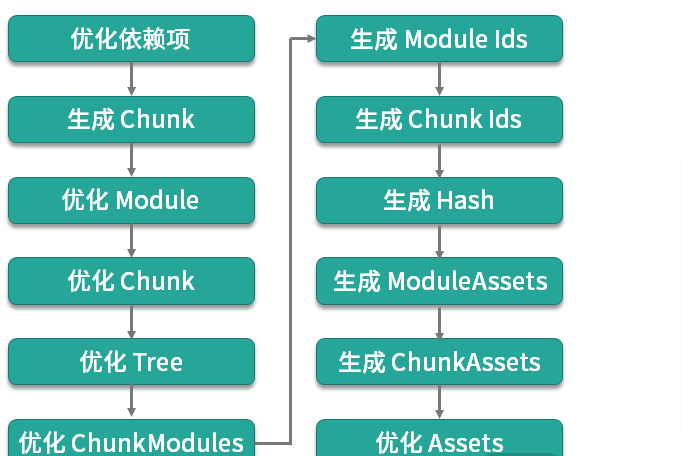 优化依赖项
生成 Chunk
优化 Module
优化 Chunk
优化 Tree
优化 ChunkModules
生成 Module Ids
生成 Chunk Ids
生成 Hash
生成 ModuleAssets
生成 ChunkAssets
优化 Assets